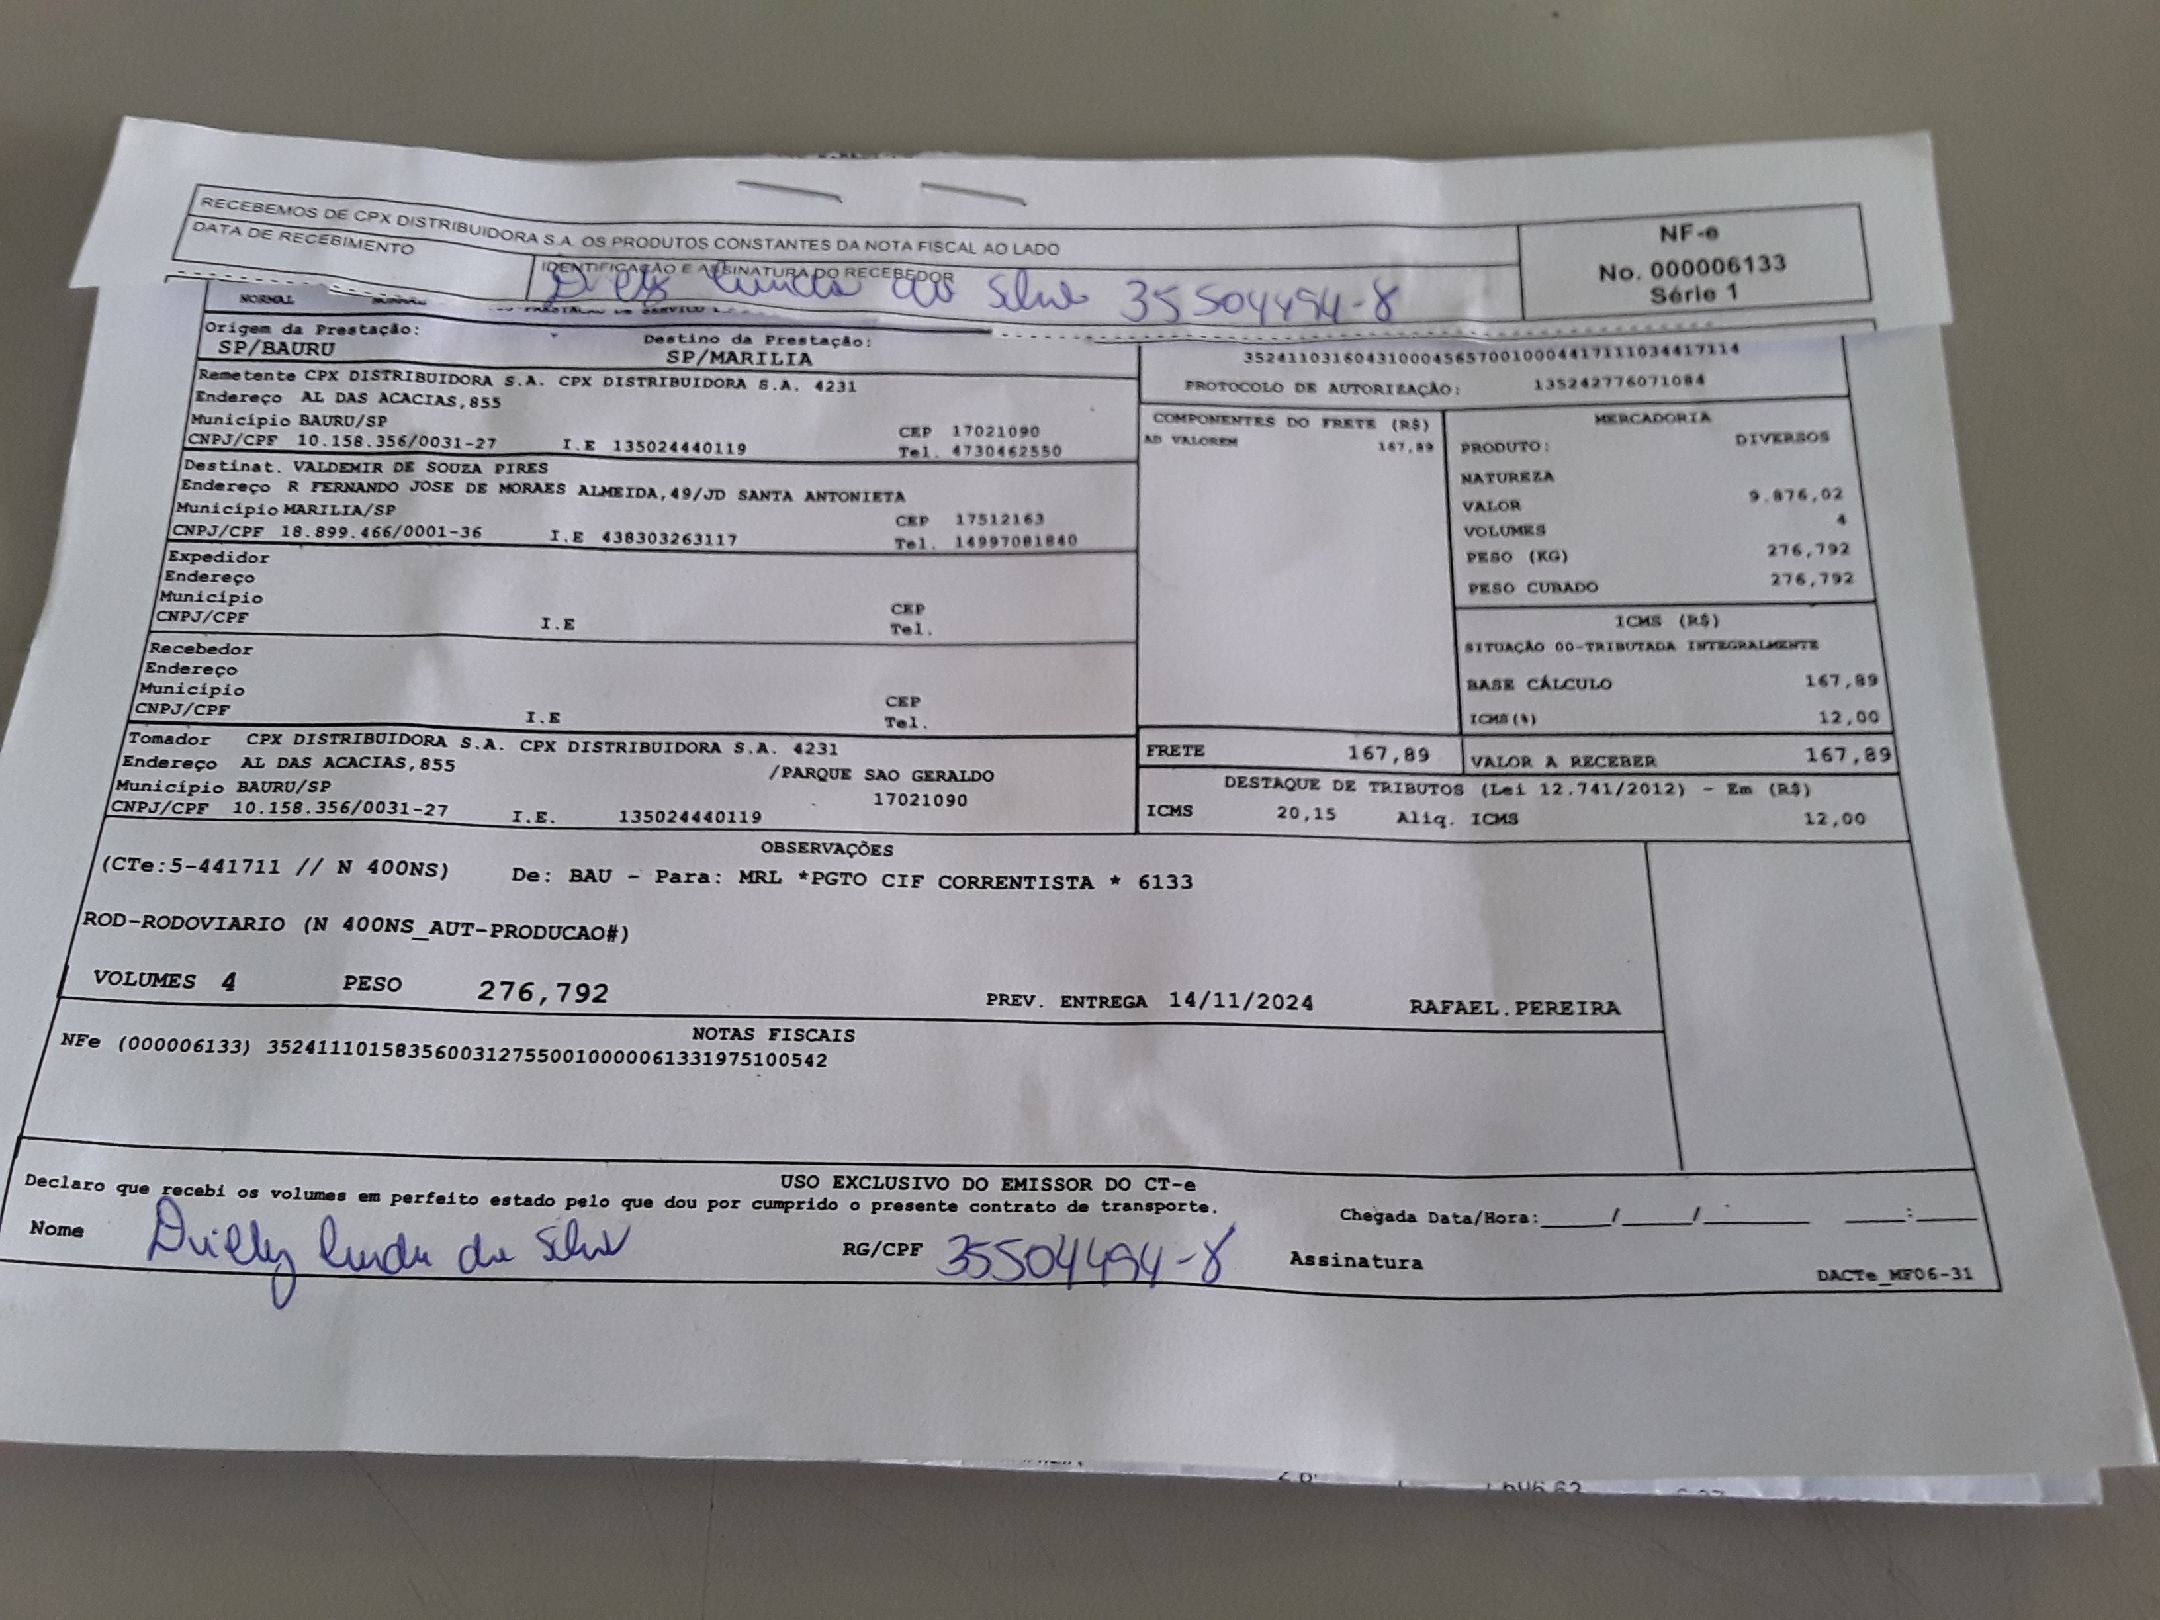 RECEBEMOS DE CPX DISTRIBUIDORA S.A. OS PRODUTOS CONSTANTES DA NOTA FISCAL AO LADO
DATA DE RECEBIMENTO
IDENTIFICAÇÃO E ASSINATURA DO RECEBEDOR
da Silva 35504494-8
NF-e
No. 000006133
Série 1
NORMAL
Origem da Prestação:
SP/BAURU
Destino da Prestação:
SP/MARILIA
Remetente CPX DISTRIBUIDORA S.A. CPX DISTRIBUIDORA S.A. 4231
Endereço AL DAS ACACIAS,855
Município BAURU/SP CEP 17021090
CNPJ/CPF 10.158.356/0031-27 I.E 135024440119 Tel. 4730462550
Destinat. VALDEMIR DE SOUZA PIRES
Endereço R FERNANDO JOSE DE MORAES ALMEIDA,49/JD SANTA ANTONIETA
Município MARILIA/SP CEP 17512163
CNPJ/CPF 18.899.466/0001-36 I.E 438303263117 Tel. 14997081840
Expedidor
Endereço
Município CEP
CNPJ/CPF I.E Tel.
Recebedor
Endereço
Município CEP
CNPJ/CPF I.E Tel.
Tomador CPX DISTRIBUIDORA S.A. CPX DISTRIBUIDORA S.A. 4231
Endereço AL DAS ACACIAS,855 /PARQUE SAO GERALDO
Município BAURU/SP 17021090
CNPJ/CPF 10.158.356/0031-27 I.E. 135024440119
35241103160431000456570010004417111034417114
PROTOCOLO DE AUTORIZAÇÃO: 135242776071084
COMPONENTES DO FRETE (R$)
AD VALOREM 167,89
MERCADORIA
PRODUTO: DIVERSOS
NATUREZA
VALOR 9.876,02
VOLUMES 4
PESO (KG) 276,792
PESO CUBADO 276,792
ICMS (R$)
SITUAÇÃO 00-TRIBUTADA INTEGRALMENTE
BASE CÁLCULO 167,89
ICMS(%) 12,00
FRETE 167,89
VALOR A RECEBER 167,89
DESTAQUE DE TRIBUTOS (Lei 12.741/2012) - Em (R$)
ICMS 20,15 Aliq. ICMS 12,00
OBSERVAÇÕES
(CTe:5-441711 // N 400NS) De: BAU - Para: MRL *PGTO CIF CORRENTISTA * 6133
ROD-RODOVIARIO (N 400NS_AUT-PRODUCAO#)
VOLUMES 4 PESO 276,792 PREV. ENTREGA 14/11/2024 RAFAEL.PEREIRA
NOTAS FISCAIS
NFe (000006133) 35241110158356003127550010000061331975100542
USO EXCLUSIVO DO EMISSOR DO CT-e
Declaro que recebi os volumes em perfeito estado pelo que dou por cumprido o presente contrato de transporte.
Chegada Data/Hora:____/____/______ ___:____
Nome da Silva RG/CPF 35504494-8 Assinatura
DACTe_MF06-31